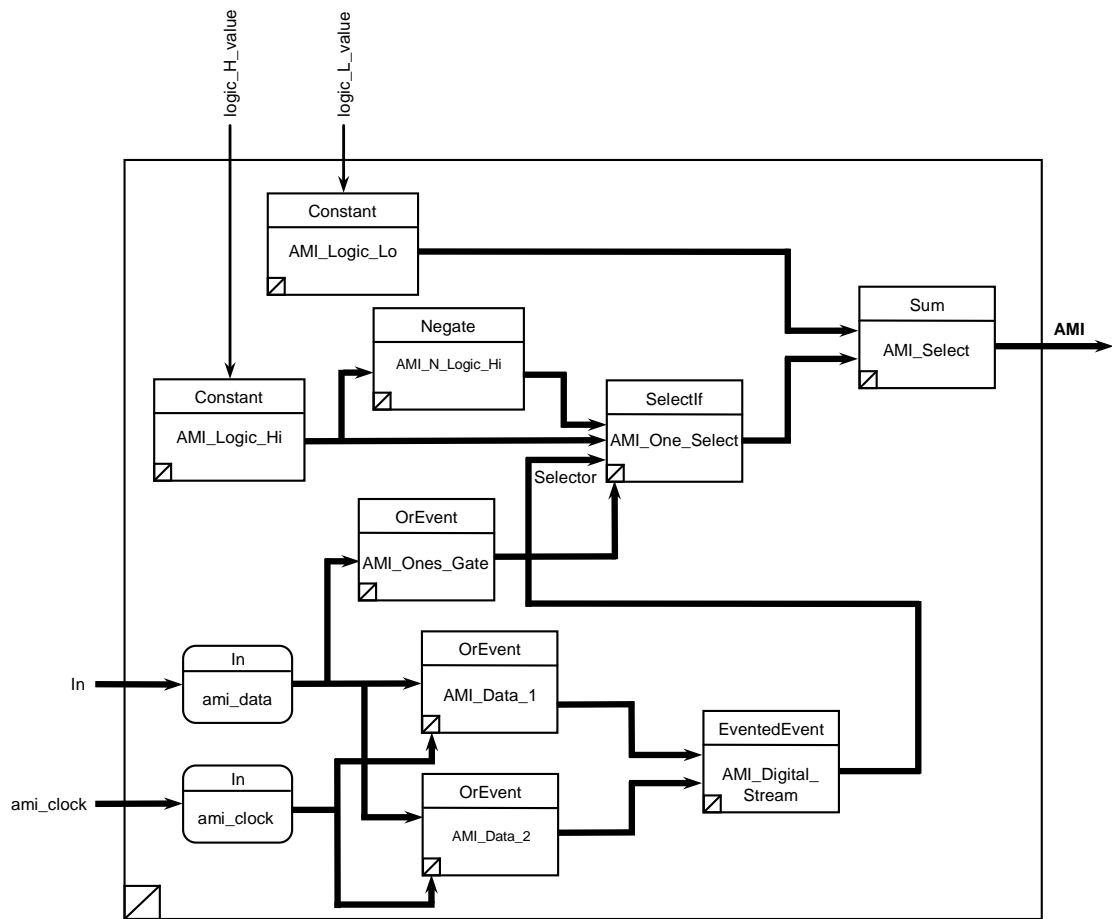 logic_H_value
logic_L_value
Constant
AMI_Logic_Lo
Sum
AMI_Select
AMI
Negate
AMI_N_Logic_Hi
Constant
AMI_Logic_Hi
SelectIf
AMI_One_Select
Selector
OrEvent
AMI_Ones_Gate
In
In
ami_data
OrEvent
AMI_Data_1
EventedEvent
AMI_Digital_
Stream
ami_clock
In
ami_clock
OrEvent
AMI_Data_2